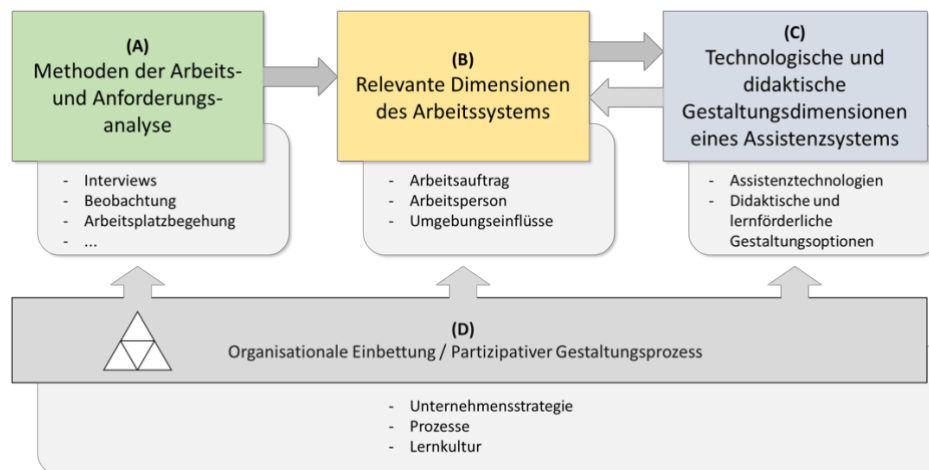 (A)
Methoden der Arbeits-
und Anforderungs-
analyse
- Interviews
- Beobachtung
- Arbeitsplatzbegehung
- ...
(B)
Relevante Dimensionen
des Arbeitssystems
- Arbeitsauftrag
- Arbeitsperson
- Umgebungseinflüsse
(C)
Technologische und
didaktische
Gestaltungsdimensionen
eines Assistenzsystems
- Assistenztechnologien
- Didaktische und
lernförderliche
Gestaltungsoptionen
(D)
Organisationale Einbettung / Partizipativer Gestaltungsprozess
- Unternehmensstrategie
- Prozesse
- Lernkultur